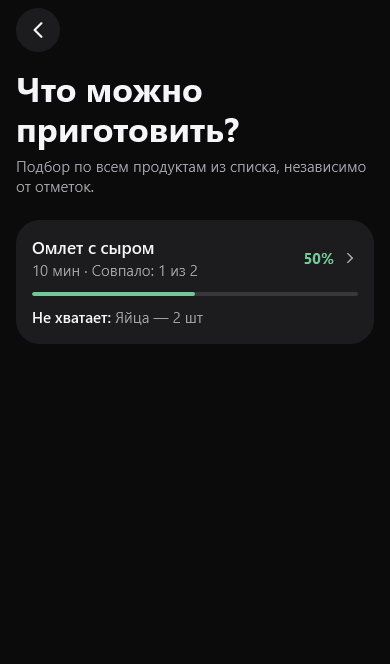 Что можно
приготовить?
Подбор по всем продуктам из списка, независимо
от отметок.
Омлет с сыром
50%
10 мин · Совпало: 1 из 2
Не хватает: Яйца — 2 шт